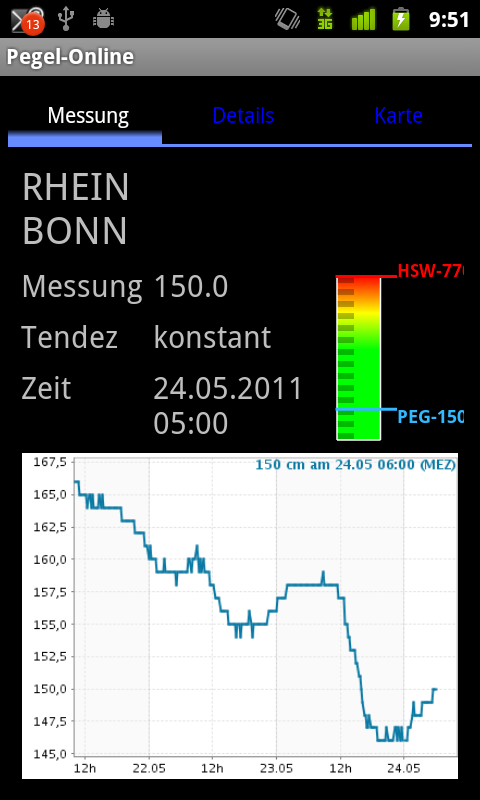 13
3G
9:51
Pegel-Online
Messung Details Karte
RHEIN
BONN
Messung 150.0
HSW-770
Tendez konstant
Zeit 24.05.2011
05:00
PEG-150
150 cm am 24.05 06:00 (MEZ)
167,5
165,0
162,5
160,0
157,5
155,0
152,5
150,0
147,5
145,0
12h 22.05 12h 23.05 12h 24.05